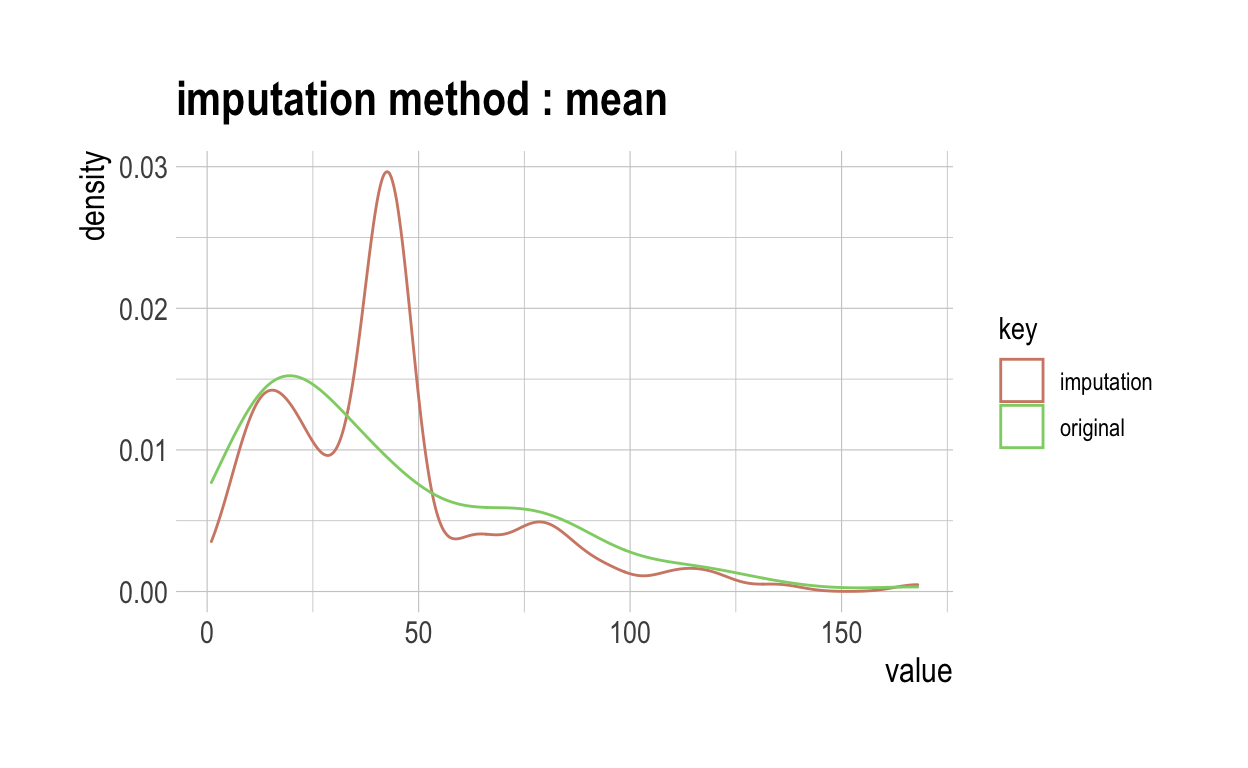 imputation method : mean
density
0.03
0.02
0.01
0.00
0 50 100 150
value
key
imputation
original